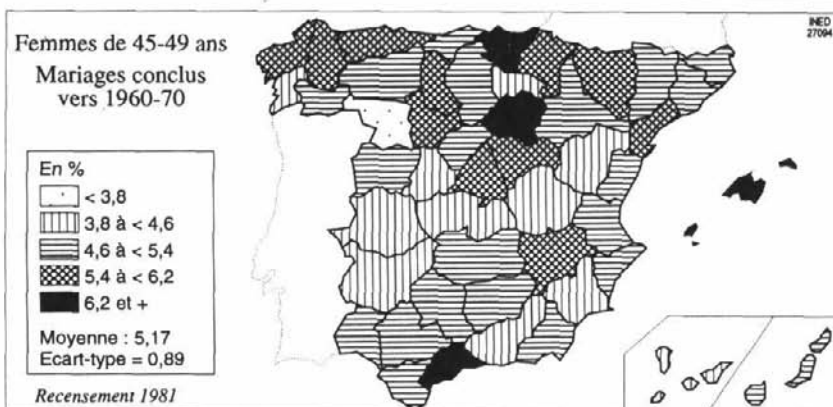 Femmes de 45-49 ans
Mariages conclus
vers 1960-70
INED
27094
En %
< 3,8
3,8 à < 4,6
4,6 à < 5,4
5,4 à < 6,2
6,2 et +
Moyenne : 5,17
Ecart-type = 0,89
Recensement 1981